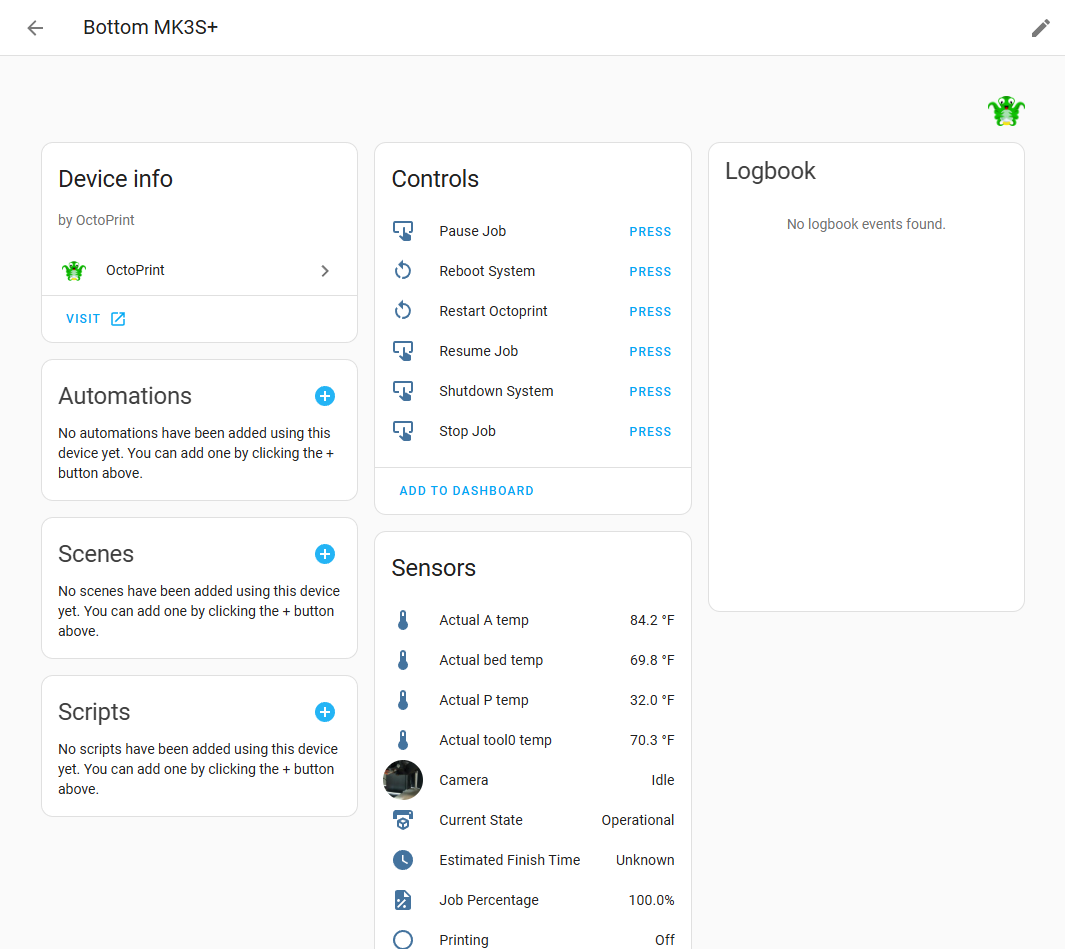 Bottom MK3S+
Device info
by OctoPrint
OctoPrint
VISIT
Automations
No automations have been added using this
device yet. You can add one by clicking the +
button above.
Scenes
No scenes have been added using this device
yet. You can add one by clicking the + button
above.
Scripts
No scripts have been added using this device
yet. You can add one by clicking the + button
above.
Controls
Pause Job PRESS
Reboot System PRESS
Restart Octoprint PRESS
Resume Job PRESS
Shutdown System PRESS
Stop Job PRESS
ADD TO DASHBOARD
Sensors
Actual A temp 84.2 °F
Actual bed temp 69.8 °F
Actual P temp 32.0 °F
Actual tool0 temp 70.3 °F
Camera Idle
Current State Operational
Estimated Finish Time Unknown
Job Percentage 100.0%
Printing Off
Logbook
No logbook events found.